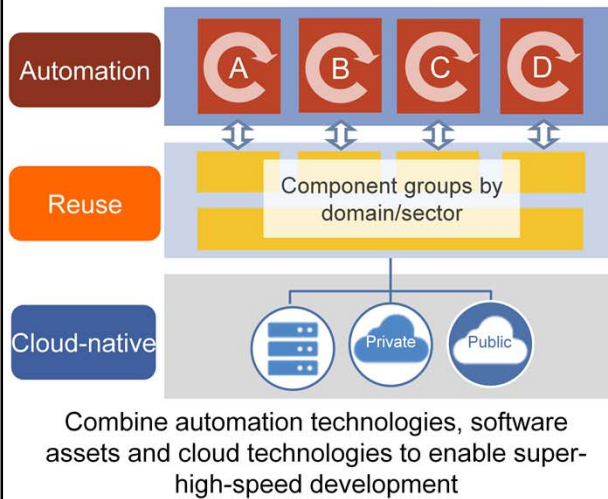 Automation
A B C D
Reuse
Component groups by
domain/sector
Cloud-native
Private
Public
Combine automation technologies, software
assets and cloud technologies to enable super-
high-speed development